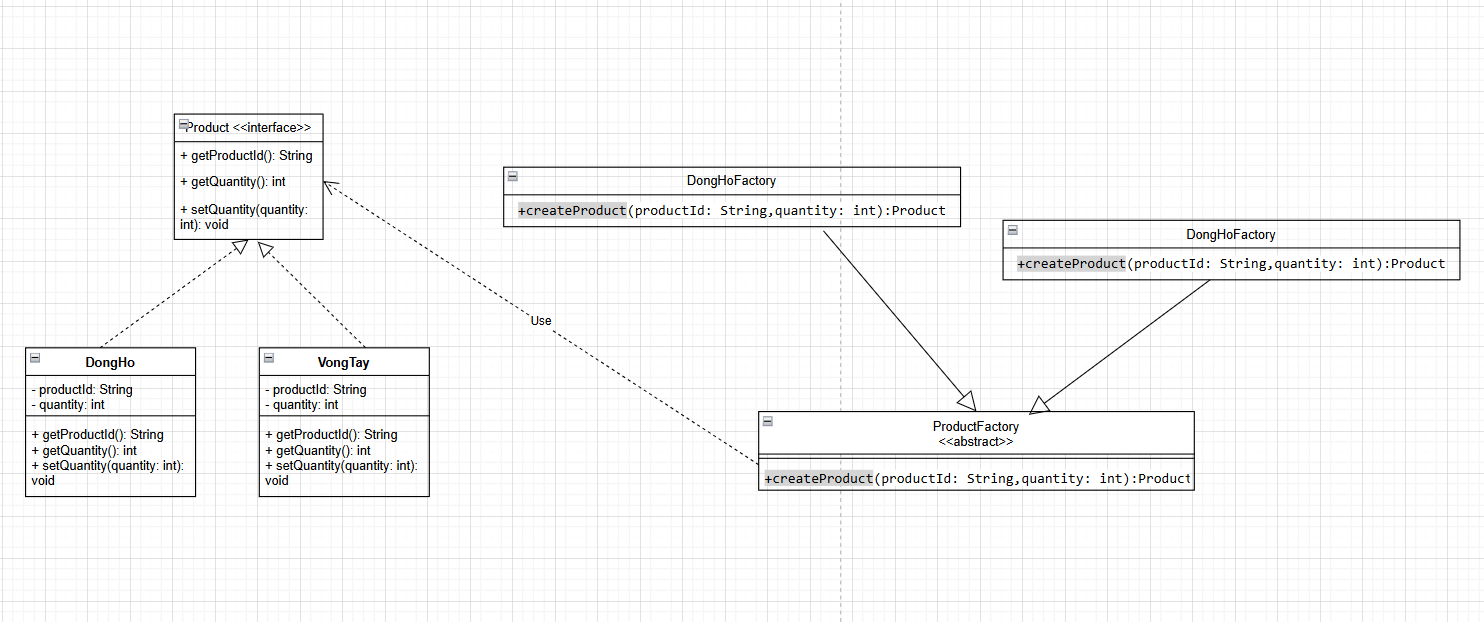 Product <<interface>>
+ getProductId(): String
+ getQuantity(): int
+ setQuantity(quantity:
int): void
DongHoFactory
+createProduct(productId: String,quantity: int):Product
DongHoFactory
+createProduct(productId: String,quantity: int):Product
Use
DongHo
- productId: String
- quantity: int
+ getProductId(): String
+ getQuantity(): int
+ setQuantity(quantity: int):
void
VongTay
- productId: String
- quantity: int
+ getProductId(): String
+ getQuantity(): int
+ setQuantity(quantity: int):
void
ProductFactory
<<abstract>>
+createProduct(productId: String,quantity: int):Product